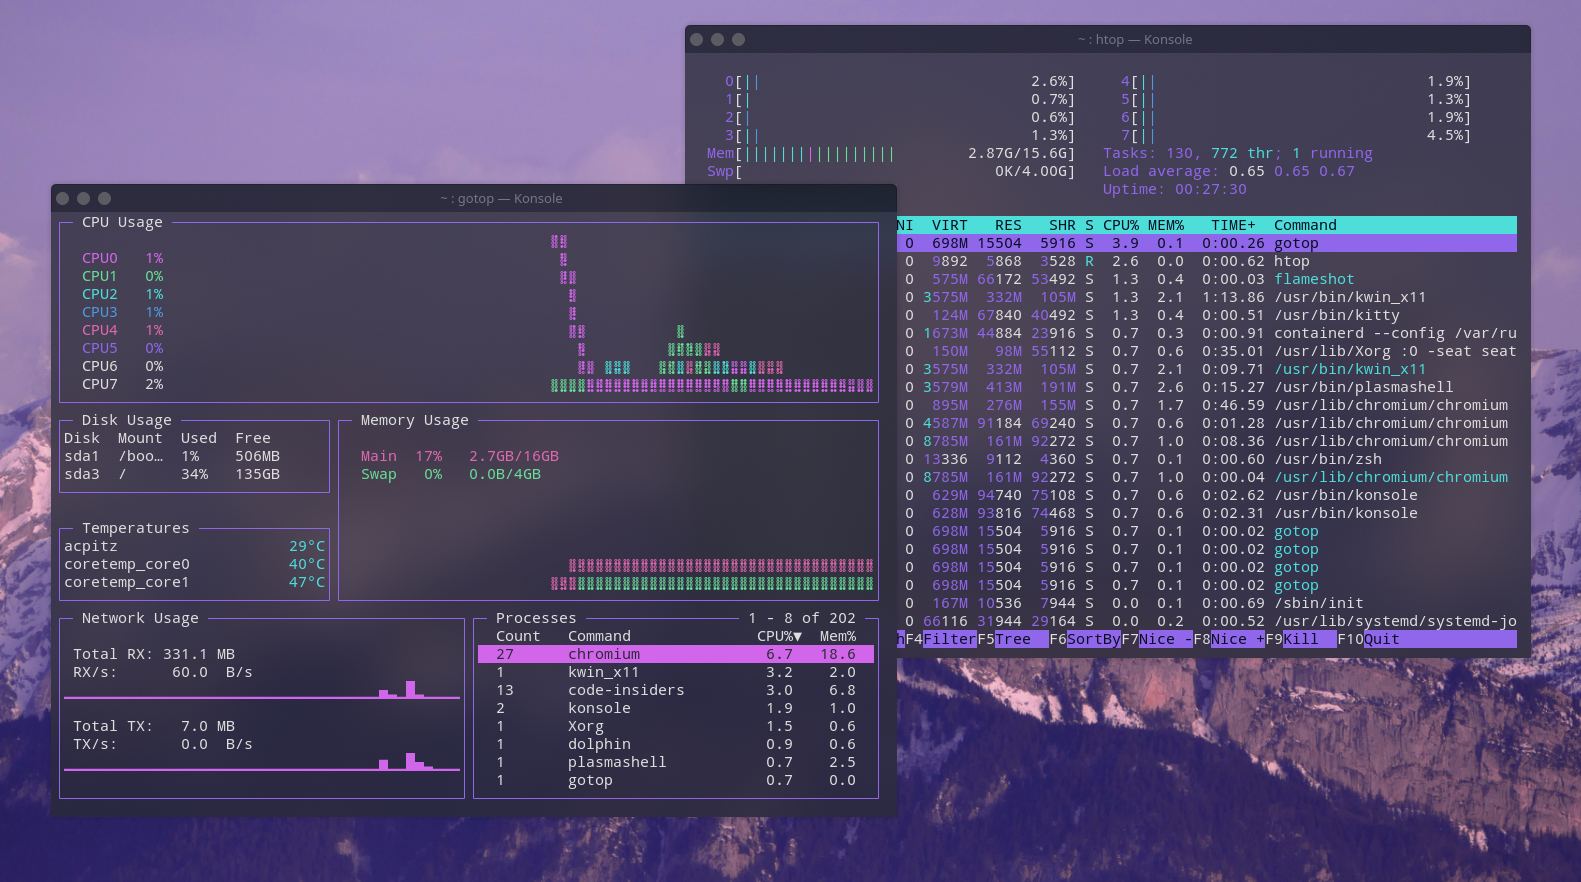 ~ : htop — Konsole
0[|| 2.6%] 4[|| 1.9%]
1[| 0.7%] 5[|| 1.3%]
2[| 0.6%] 6[|| 1.9%]
3[|| 1.3%] 7[|| 4.5%]
Mem[||||||||||||||||| 2.87G/15.6G] Tasks: 130, 772 thr; 1 running
Swp[ 0K/4.00G] Load average: 0.65 0.65 0.67
Uptime: 00:27:30
NI VIRT RES SHR S CPU% MEM% TIME+ Command
0 698M 15504 5916 S 3.9 0.1 0:00.26 gotop
0 9892 5868 3528 R 2.6 0.0 0:00.62 htop
0 575M 66172 53492 S 1.3 0.4 0:00.03 flameshot
0 3575M 332M 105M S 1.3 2.1 1:13.86 /usr/bin/kwin_x11
0 124M 67840 40492 S 1.3 0.4 0:00.51 /usr/bin/kitty
0 1673M 44884 23916 S 0.7 0.3 0:00.91 containerd --config /var/ru
0 150M 98M 55112 S 0.7 0.6 0:35.01 /usr/lib/Xorg :0 -seat seat
0 3575M 332M 105M S 0.7 2.1 0:09.71 /usr/bin/kwin_x11
0 3579M 413M 191M S 0.7 2.6 0:15.27 /usr/bin/plasmashell
0 895M 276M 155M S 0.7 1.7 0:46.59 /usr/lib/chromium/chromium
0 4587M 91184 69240 S 0.7 0.6 0:01.28 /usr/lib/chromium/chromium
0 8785M 161M 92272 S 0.7 1.0 0:08.36 /usr/lib/chromium/chromium
0 13336 9112 4360 S 0.7 0.1 0:00.60 /usr/bin/zsh
0 8785M 161M 92272 S 0.7 1.0 0:00.04 /usr/lib/chromium/chromium
0 629M 94740 75108 S 0.7 0.6 0:02.62 /usr/bin/konsole
0 628M 93816 74468 S 0.7 0.6 0:02.31 /usr/bin/konsole
0 698M 15504 5916 S 0.7 0.1 0:00.02 gotop
0 698M 15504 5916 S 0.7 0.1 0:00.02 gotop
0 698M 15504 5916 S 0.7 0.1 0:00.02 gotop
0 698M 15504 5916 S 0.7 0.1 0:00.02 gotop
0 167M 10536 7944 S 0.0 0.1 0:00.69 /sbin/init
0 66116 31944 29164 S 0.0 0.2 0:00.52 /usr/lib/systemd/systemd-jo
hF4Filter F5Tree F6SortBy F7Nice - F8Nice + F9Kill F10Quit
~ : gotop — Konsole
CPU Usage
CPU0 1%
CPU1 0%
CPU2 1%
CPU3 1%
CPU4 1%
CPU5 0%
CPU6 0%
CPU7 2%
Disk Usage
Disk Mount Used Free
sda1 /boo… 1% 506MB
sda3 / 34% 135GB
Memory Usage
Main 17% 2.7GB/16GB
Swap 0% 0.0B/4GB
Temperatures
acpitz 29°C
coretemp_core0 40°C
coretemp_core1 47°C
Network Usage
Total RX: 331.1 MB
RX/s: 60.0 B/s
Total TX: 7.0 MB
TX/s: 0.0 B/s
Processes 1 - 8 of 202
Count Command CPU%▼ Mem%
27 chromium 6.7 18.6
1 kwin_x11 3.2 2.0
13 code-insiders 3.0 6.8
2 konsole 1.9 1.0
1 Xorg 1.5 0.6
1 dolphin 0.9 0.6
1 plasmashell 0.7 2.5
1 gotop 0.7 0.0